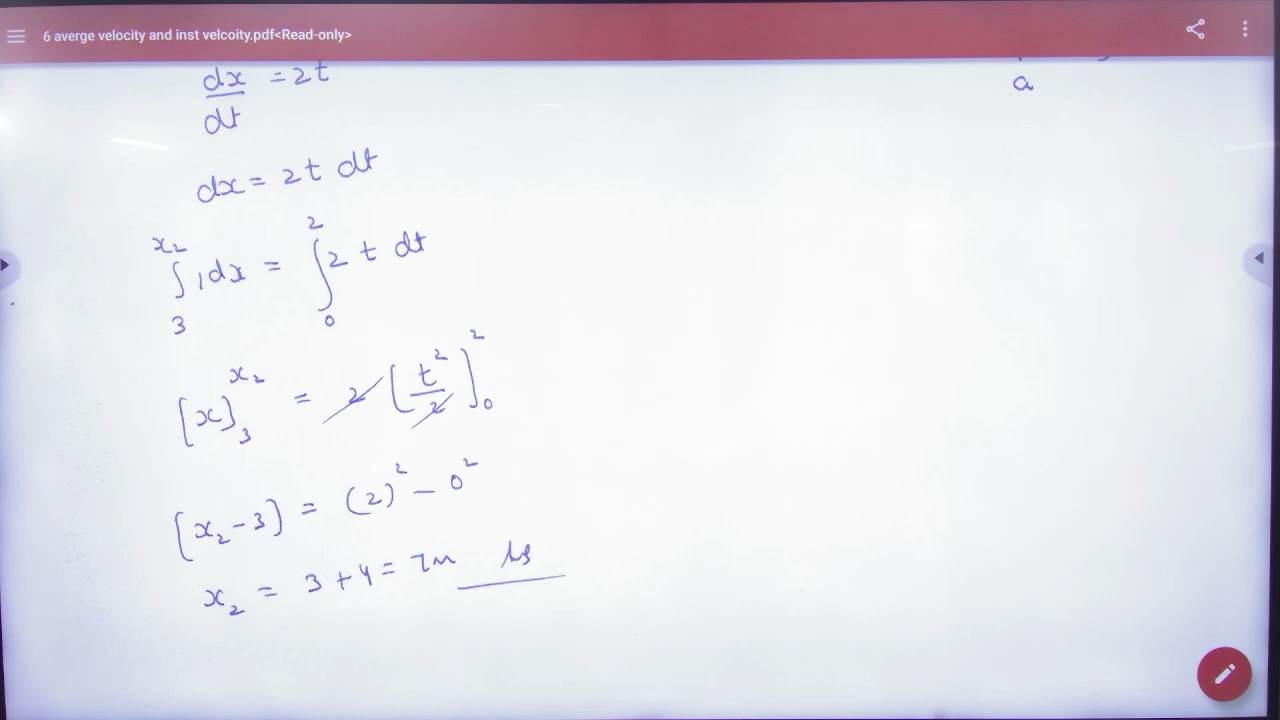 6 averge velocity and inst velcoity.pdf<Read-only>
dx/dt = 2t
a
dx = 2t dt
∫₃^x₂ 1dx = ∫₀² 2 t dt
[x]₃^x₂ = 2 [t²/2]₀²
[x₂-3] = (2)² - 0²
x₂ = 3+4 = 7m